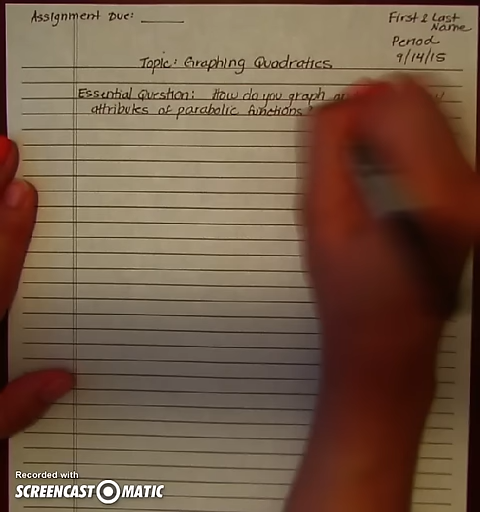 Assignment Due: ____
First & Last
Name
Period
9/14/15
Topic: Graphing Quadratics
Essential Question: How do you graph
attributes of parabolic functions
Recorded with
SCREENCAST-O-MATIC